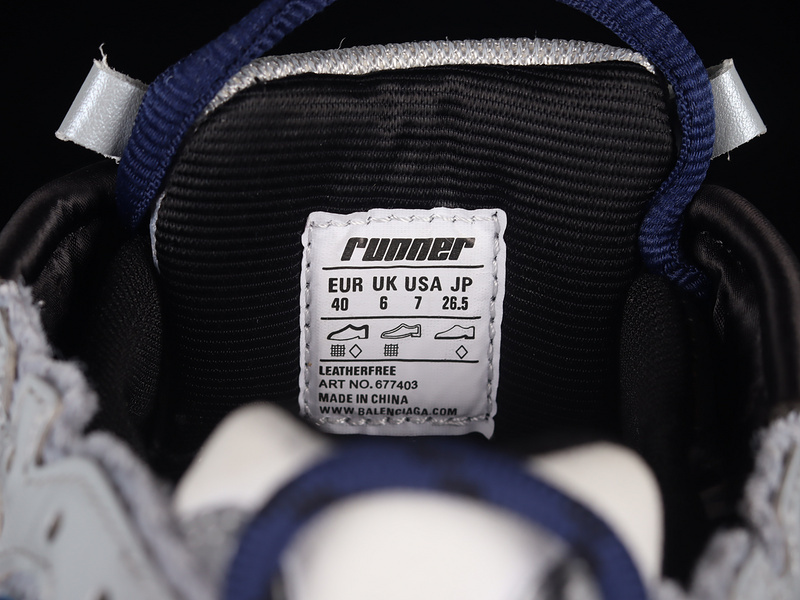 runner
EUR UK USA JP
40 6 7 26.5
LEATHERFREE
ART NO. 677403
MADE IN CHINA
WWW.BALENCIAGA.COM